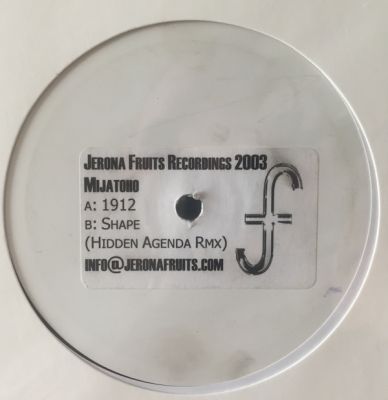 Jerona Fruits Recordings 2003
Mijatoho
A: 1912
B: Shape
(Hidden Agenda Rmx)
info@jeronafruits.com